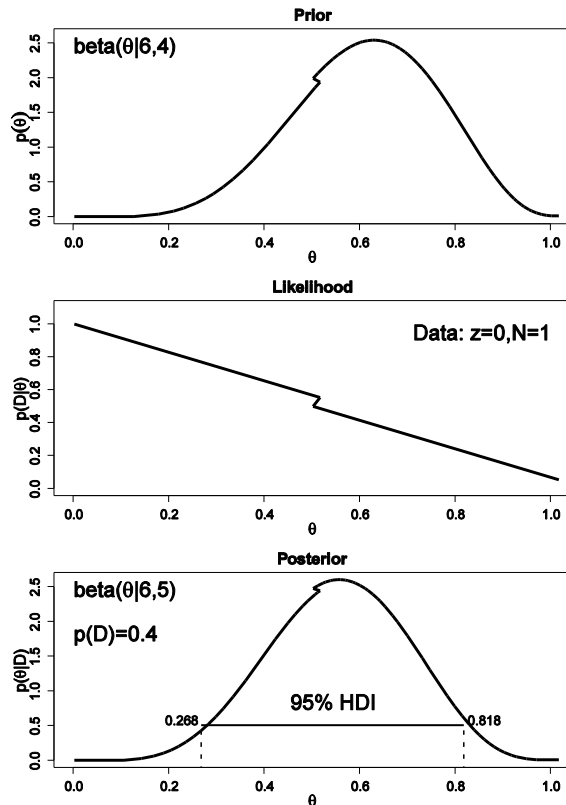 Prior
beta(θ|6,4)
p(θ)
0.0 0.5 1.0 1.5 2.0 2.5
0.0 0.2 0.4 0.6 0.8 1.0
θ
Likelihood
Data: z=0,N=1
p(D|θ)
0.0 0.2 0.4 0.6 0.8 1.0
0.0 0.2 0.4 0.6 0.8 1.0
θ
Posterior
beta(θ|6,5)
p(D)=0.4
p(θ|D)
0.0 0.5 1.0 1.5 2.0 2.5
95% HDI
0.268 0.818
0.0 0.2 0.4 0.6 0.8 1.0
θ